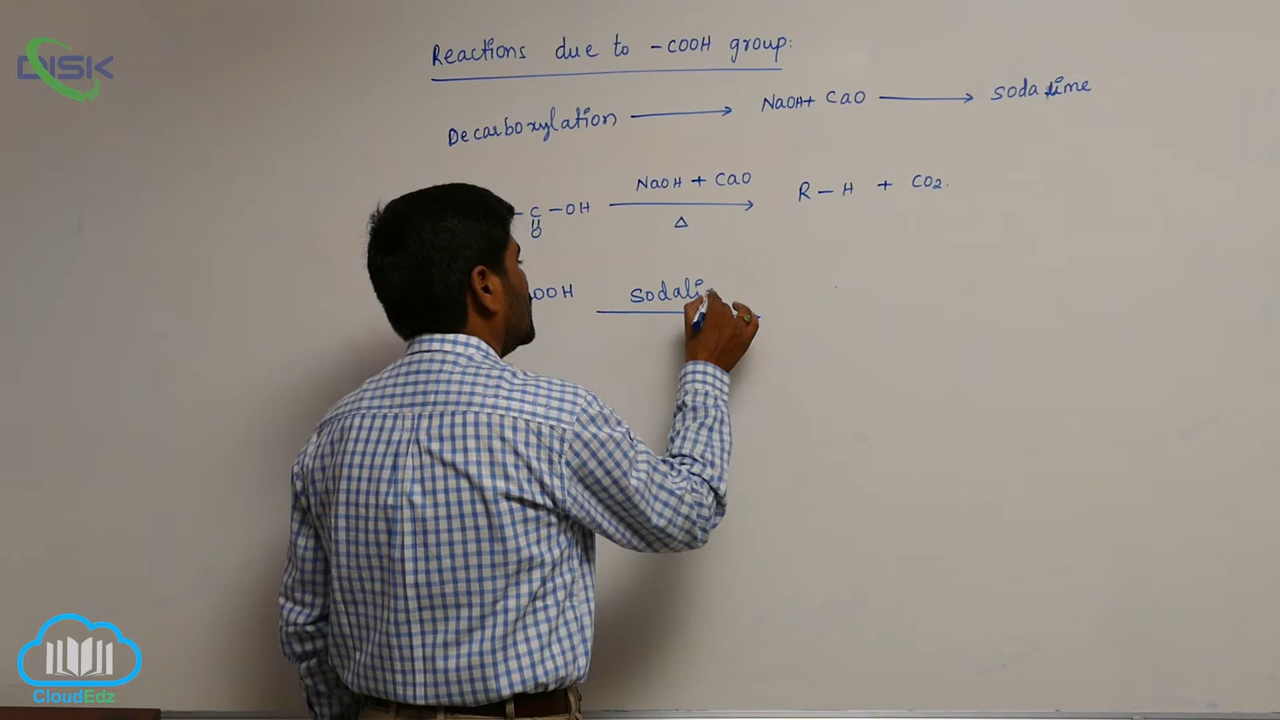 DISK
Reactions due to -COOH group:
Decarboxylation ⟶ NaOH+ CaO ⟶ soda lime
- C - OH NaOH + CaO R - H + CO2.
|| Δ
O
OOH sodali
CloudEdz